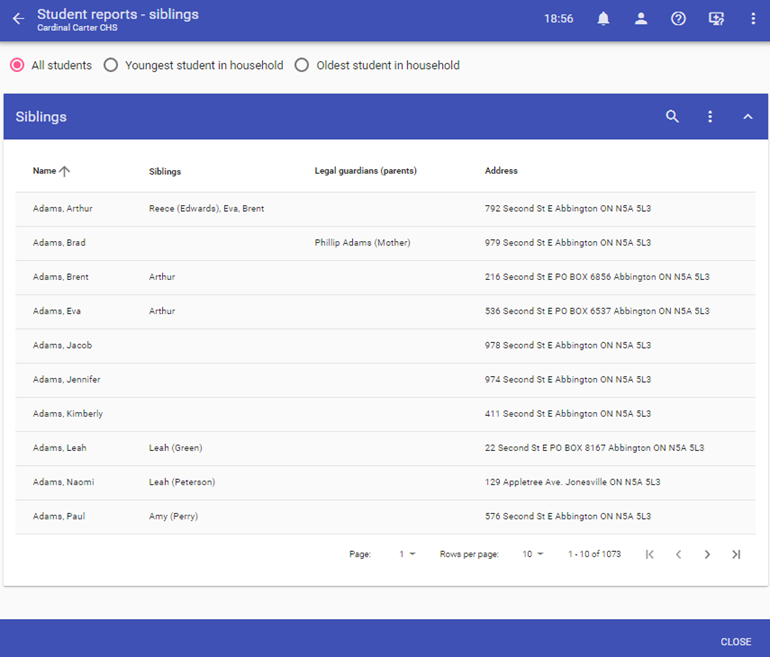 Student reports - siblings
18:56
Cardinal Carter CHS
All students Youngest student in household Oldest student in household
Siblings
Name Siblings Legal guardians (parents) Address
Adams, Arthur Reece (Edwards), Eva, Brent 792 Second St E Abbington ON N5A 5L3
Adams, Brad Phillip Adams (Mother) 979 Second St E Abbington ON N5A 5L3
Adams, Brent Arthur 216 Second St E PO BOX 6856 Abbington ON N5A 5L3
Adams, Eva Arthur 536 Second St E PO BOX 6537 Abbington ON N5A 5L3
Adams, Jacob 978 Second St E Abbington ON N5A 5L3
Adams, Jennifer 974 Second St E Abbington ON N5A 5L3
Adams, Kimberly 411 Second St E Abbington ON N5A 5L3
Adams, Leah Leah (Green) 22 Second St E PO BOX 8167 Abbington ON N5A 5L3
Adams, Naomi Leah (Peterson) 129 Appletree Ave. Jonesville ON N5A 5L3
Adams, Paul Amy (Perry) 576 Second St E Abbington ON N5A 5L3
Page: 1 Rows per page: 10 1 - 10 of 1073
CLOSE